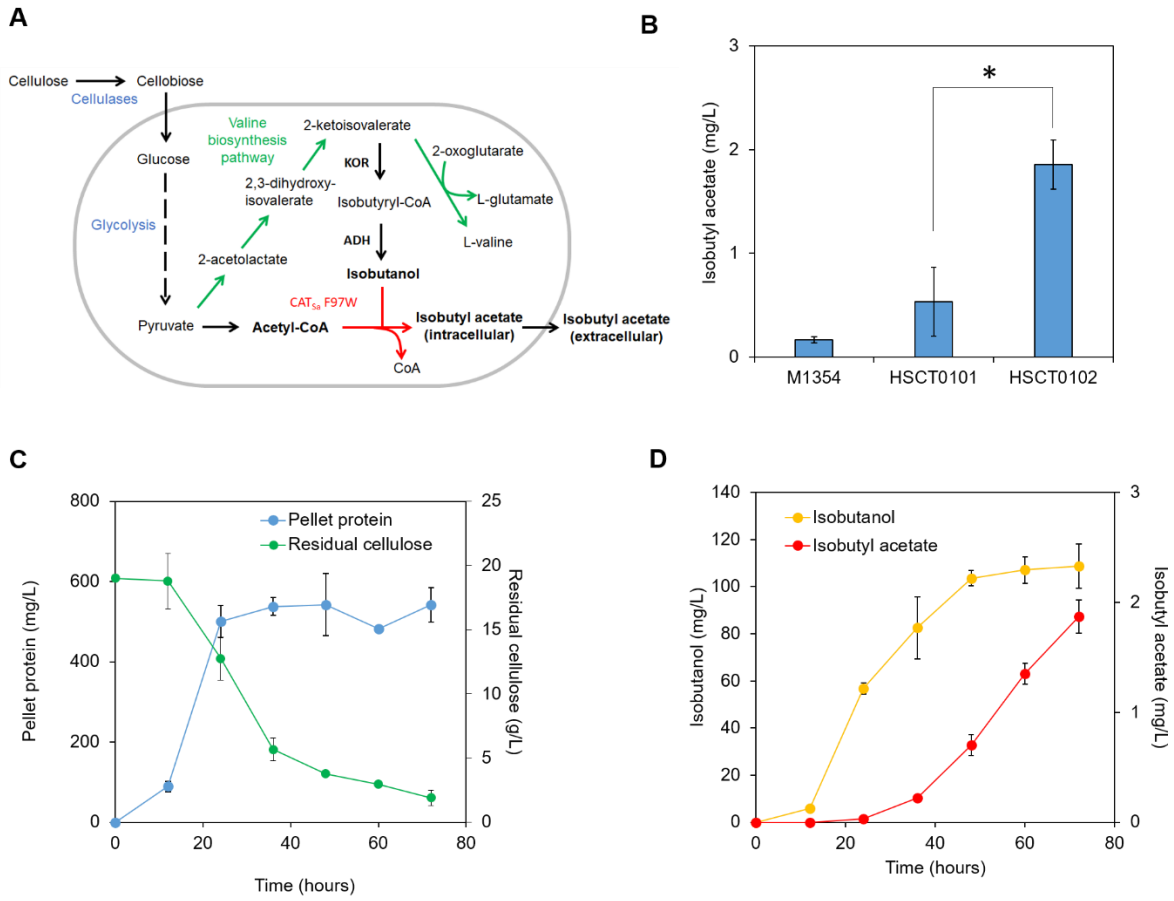 A
Cellulose
Cellobiose
Cellulases
Glucose
Glycolysis
Pyruvate
Valine
biosynthesis
pathway
2-acetolactate
2,3-dihydroxy-
isovalerate
2-ketoisovalerate
KOR
Isobutyryl-CoA
ADH
Isobutanol
2-oxoglutarate
L-glutamate
L-valine
CATSa F97W
Acetyl-CoA
Isobutyl acetate
(intracellular)
Isobutyl acetate
(extracellular)
CoA
B
Isobutyl acetate (mg/L)
3
2
1
0
*
M1354
HSCT0101
HSCT0102
C
Pellet protein (mg/L)
800
600
400
200
0
Pellet protein
Residual cellulose
25
20
15
10
5
0
Residual cellulose (g/L)
0
20
40
60
80
Time (hours)
D
Isobutanol (mg/L)
140
120
100
80
60
40
20
0
Isobutanol
Isobutyl acetate
3
2
1
0
Isobutyl acetate
(mg/L)
0
20
40
60
80
Time (hours)